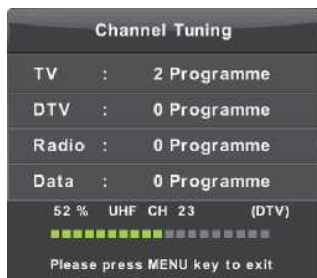 Channel Tuning
TV : 2 Programme
DTV : 0 Programme
Radio : 0 Programme
Data : 0 Programme
52 % UHF CH 23 (DTV)
Please press MENU key to exit